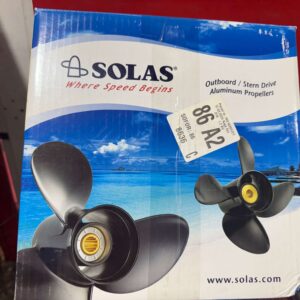 SOLAS®
Where Speed Begins
Outboard / Stern Drive
Aluminum Propellers
86 A2
C
www.solas.com